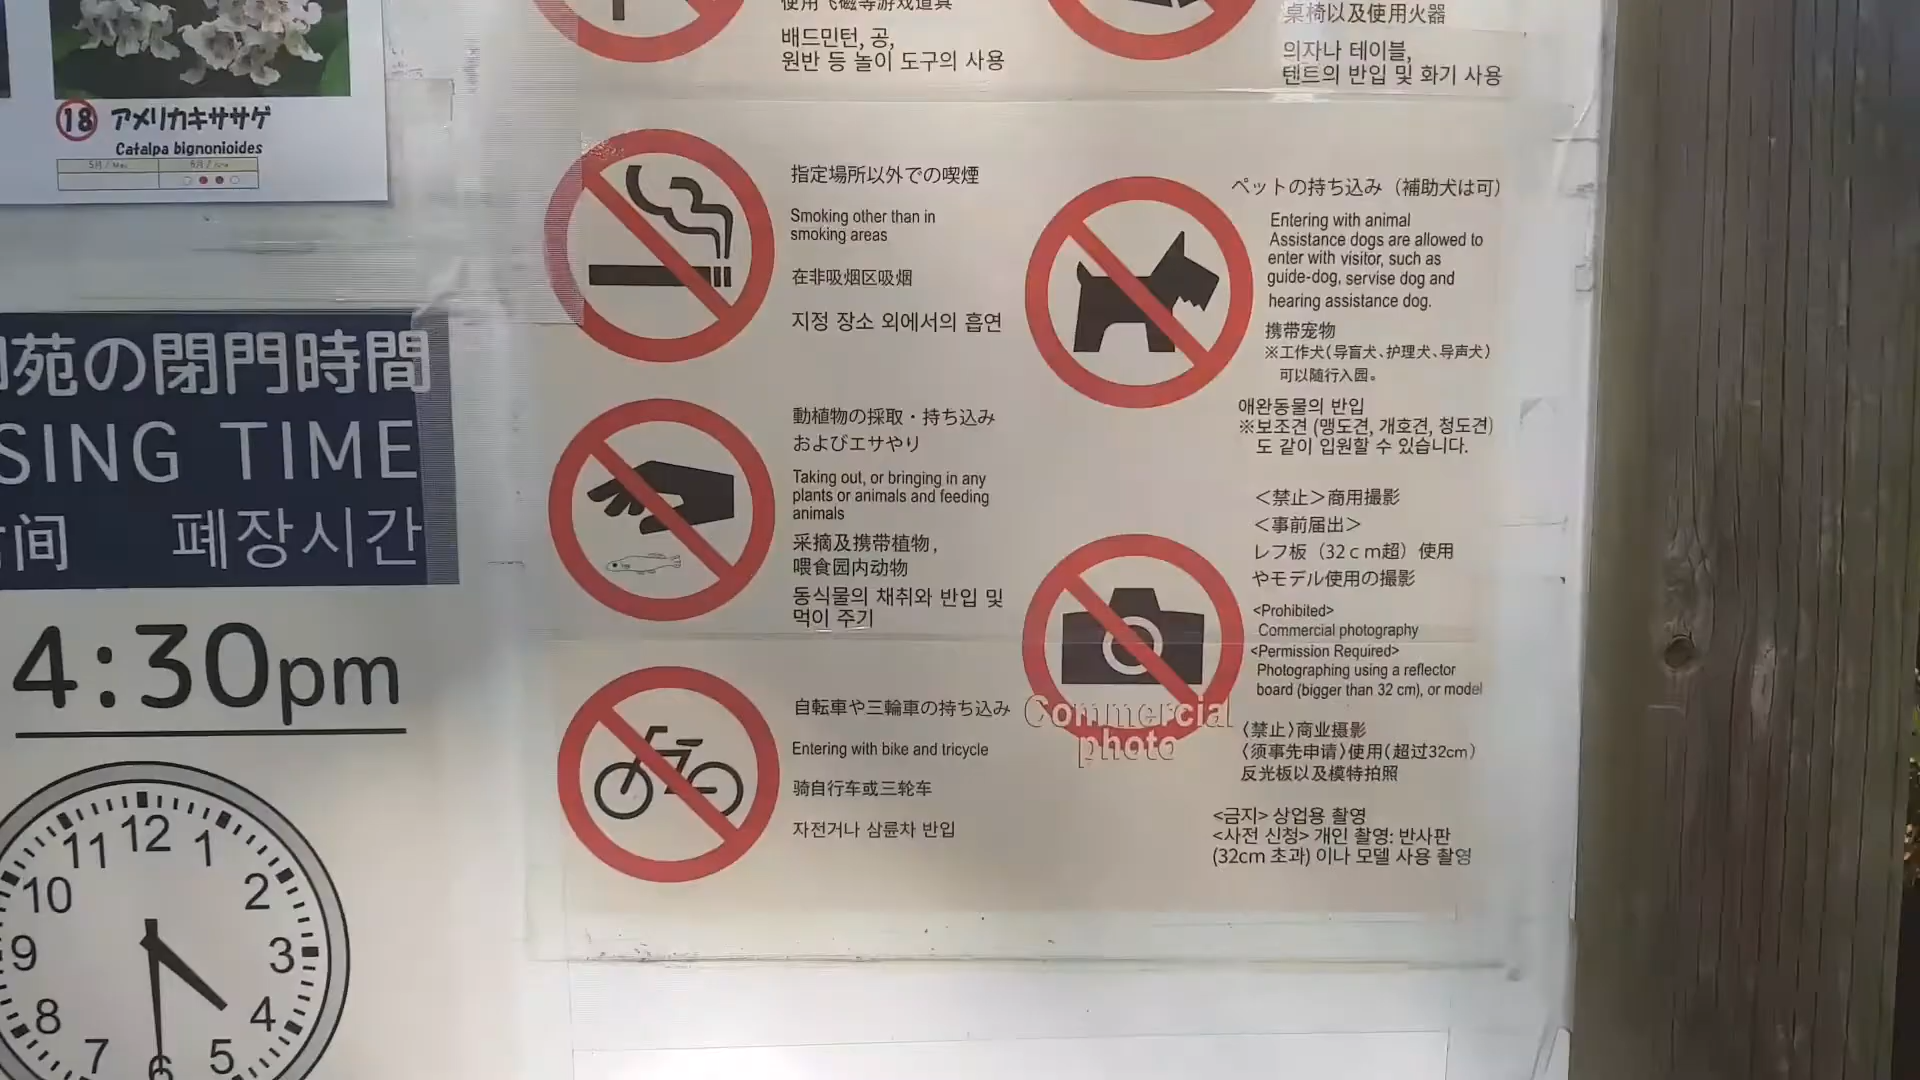 使用飞磁等游戏道具
배드민턴, 공,
원반 등 놀이 도구의 사용
桌椅以及使用火器
의자나 테이블,
텐트의 반입 및 화기 사용
18 アメリカキササゲ
Catalpa bignonioides
5月 / May 6月 / June
苑の閉門時間
SING TIME
间 폐장시간
4:30pm
12
1
2
3
4
5
6
7
8
9
10
11
指定場所以外での喫煙
Smoking other than in
smoking areas
在非吸烟区吸烟
지정 장소 외에서의 흡연
動植物の採取・持ち込み
およびエサやり
Taking out, or bringing in any
plants or animals and feeding
animals
采摘及携带植物,
喂食园内动物
동식물의 채취와 반입 및
먹이 주기
自転車や三輪車の持ち込み
Entering with bike and tricycle
骑自行车或三轮车
자전거나 삼륜차 반입
ペットの持ち込み（補助犬は可）
Entering with animal
Assistance dogs are allowed to
enter with visitor, such as
guide-dog, servise dog and
hearing assistance dog.
携带宠物
※工作犬(导盲犬、护理犬、导声犬)
可以随行入园。
애완동물의 반입
※보조견 (맹도견, 개호견, 청도견)
도 같이 입원할 수 있습니다.
Commercial
photo
＜禁止＞商用撮影
＜事前届出＞
レフ板（32ｃｍ超）使用
やモデル使用の撮影
<Prohibited>
Commercial photography
<Permission Required>
Photographing using a reflector
board (bigger than 32 cm), or model
〈禁止〉商业摄影
〈须事先申请〉使用(超过32cm)
反光板以及模特拍照
<금지> 상업용 촬영
<사전 신청> 개인 촬영: 반사판
(32cm 초과) 이나 모델 사용 촬영